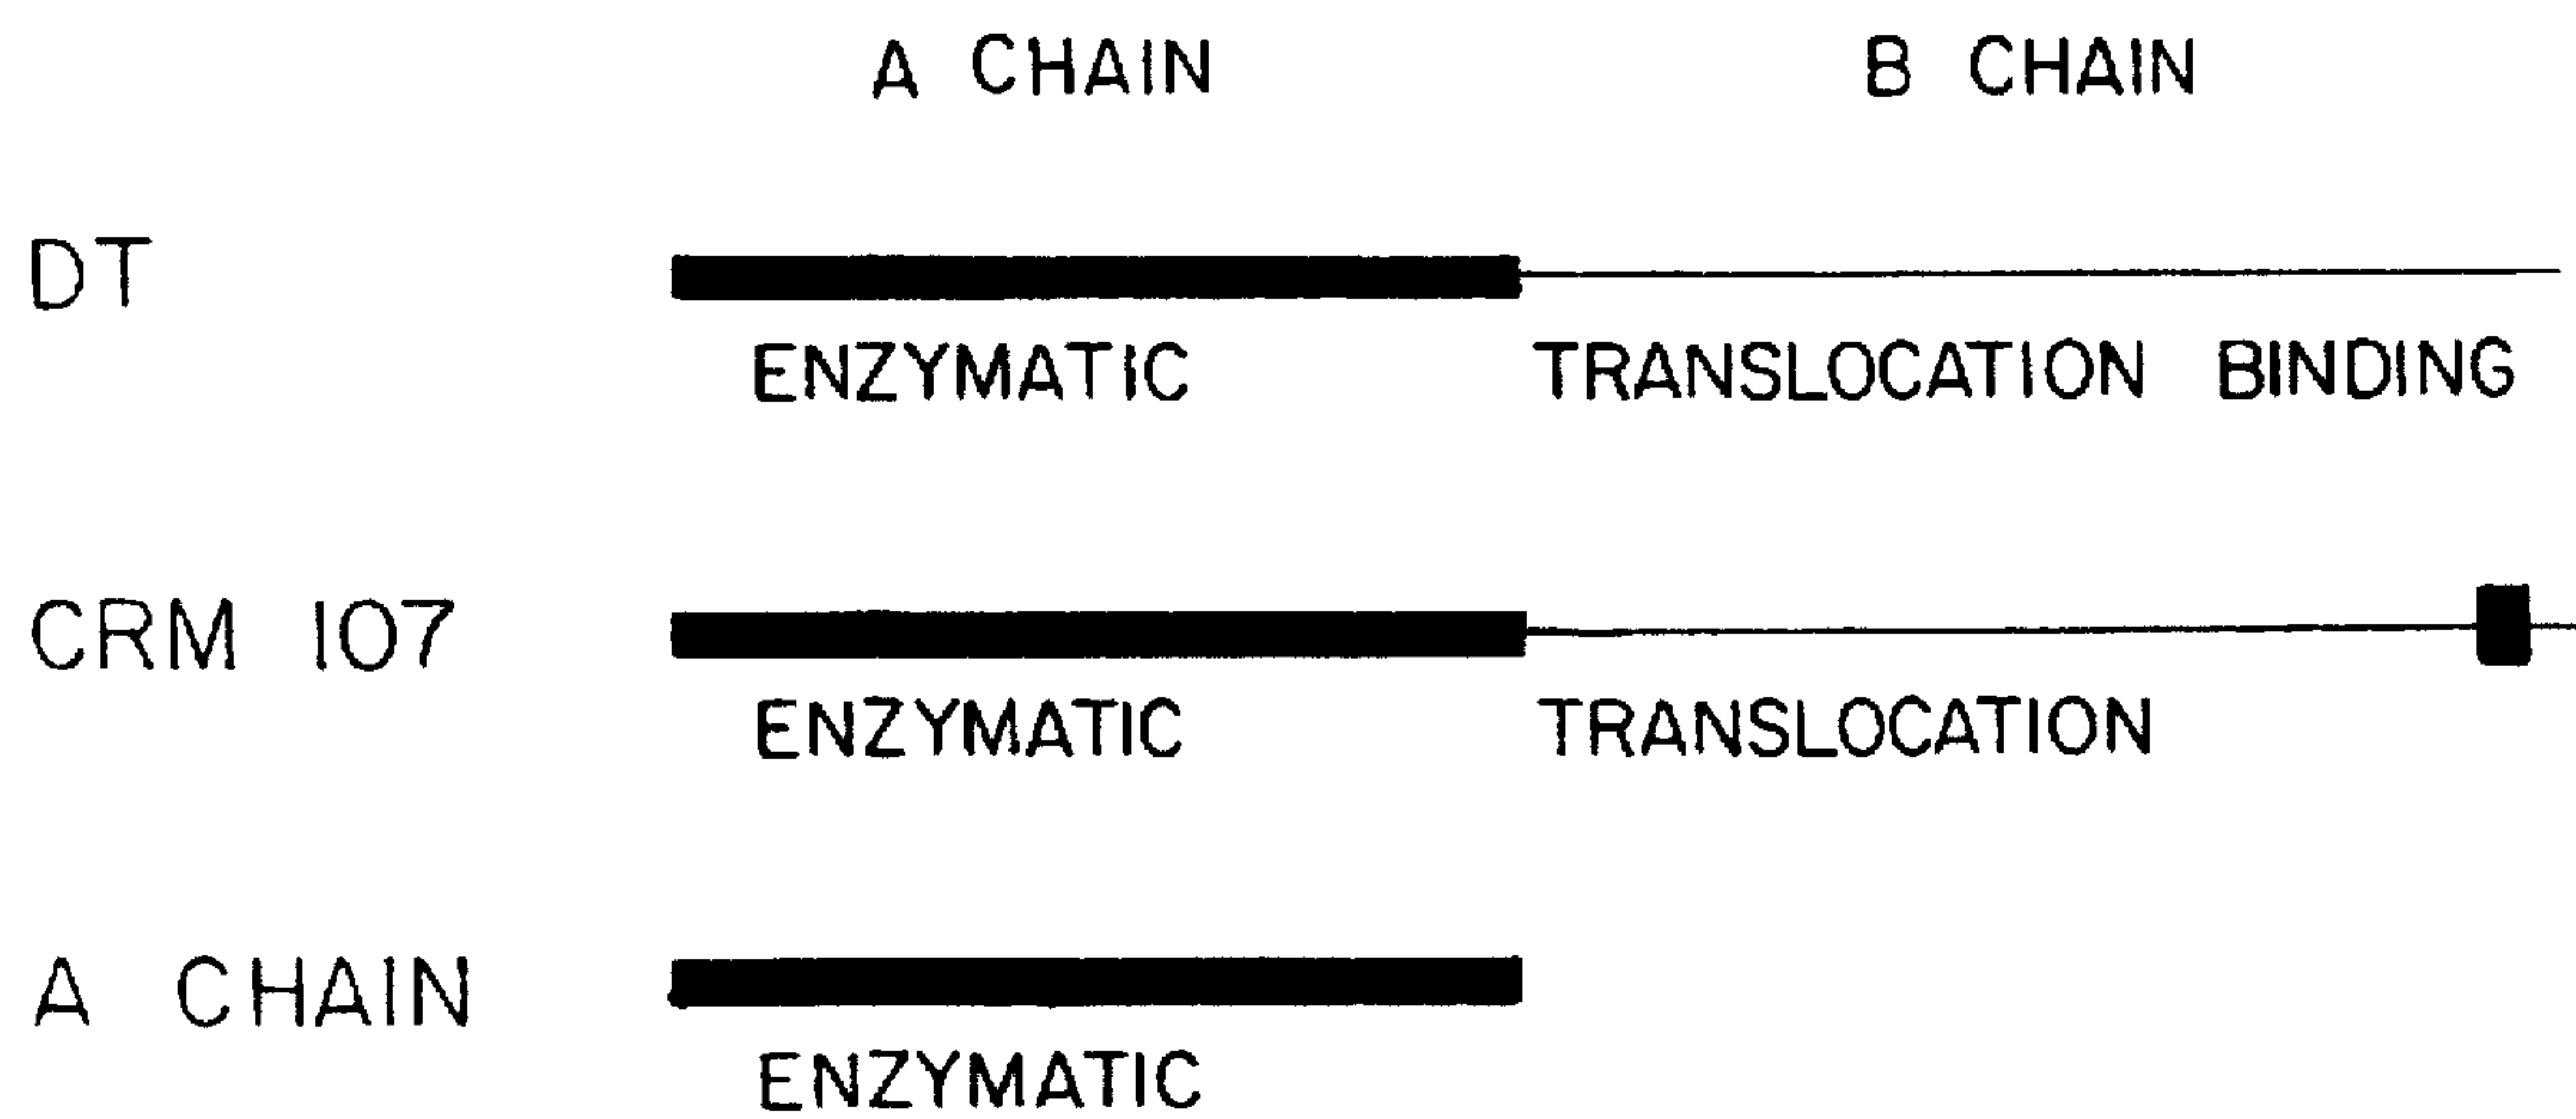 A CHAIN B CHAIN
DT
ENZYMATIC TRANSLOCATION BINDING
CRM 107
ENZYMATIC TRANSLOCATION
A CHAIN
ENZYMATIC